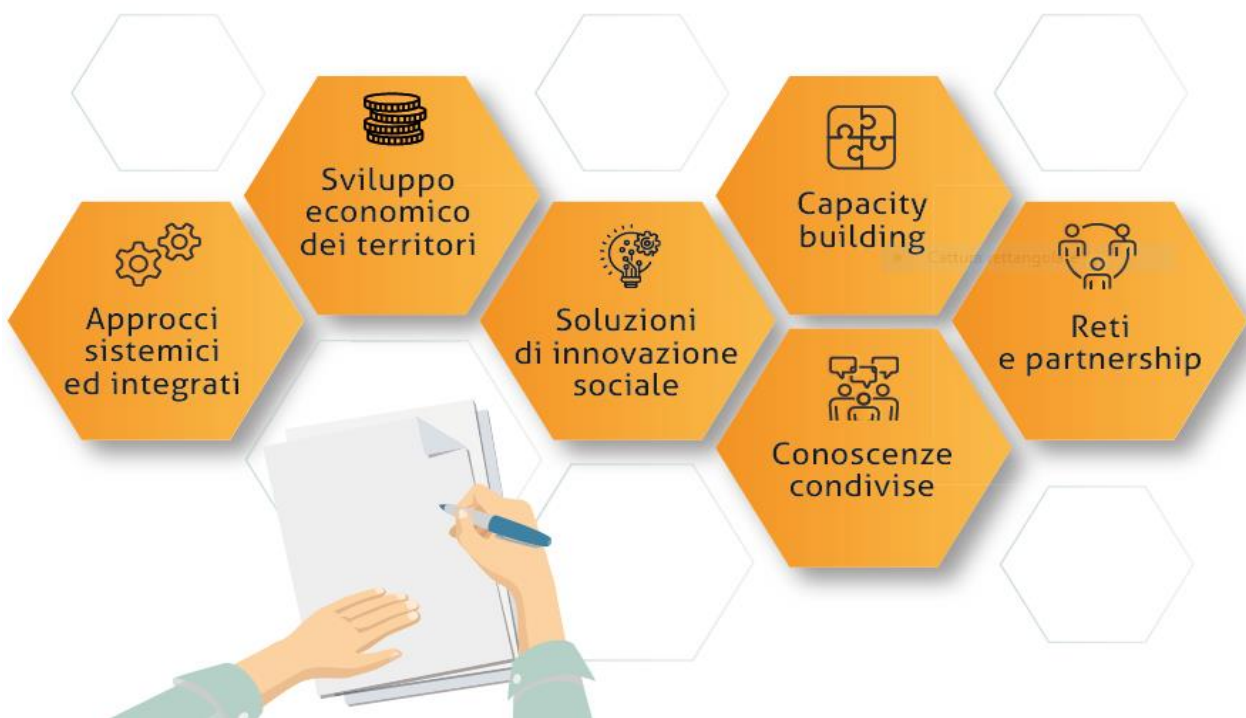 Approcci
sistemici
ed integrati
Sviluppo
economico
dei territori
Soluzioni
di innovazione
sociale
Capacity
building
Conoscenze
condivise
Reti
e partnership